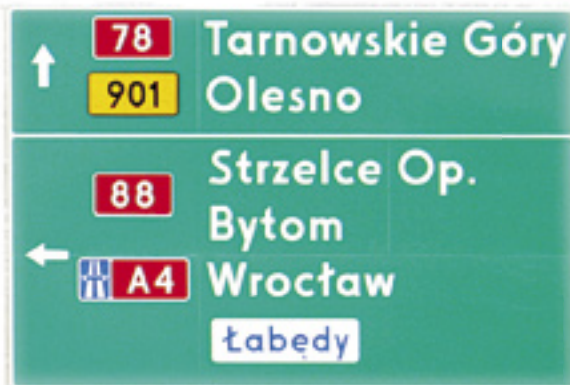 78 Tarnowskie Góry
901 Olesno
88 Strzelce Op.
Bytom
A4 Wrocław
Łabędy